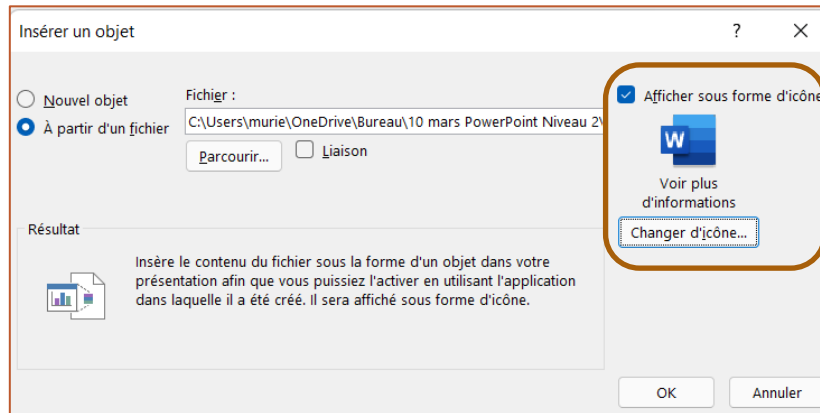 Insérer un objet
?
Nouvel objet
À partir d'un fichier
Fichier :
C:\Users\murie\OneDrive\Bureau\10 mars PowerPoint Niveau 2\
Parcourir...
Liaison
Afficher sous forme d'icône
W
Voir plus
d'informations
Changer d'icône...
Résultat
Insère le contenu du fichier sous la forme d'un objet dans votre
présentation afin que vous puissiez l'activer en utilisant l'application
dans laquelle il a été créé. Il sera affiché sous forme d'icône.
OK
Annuler